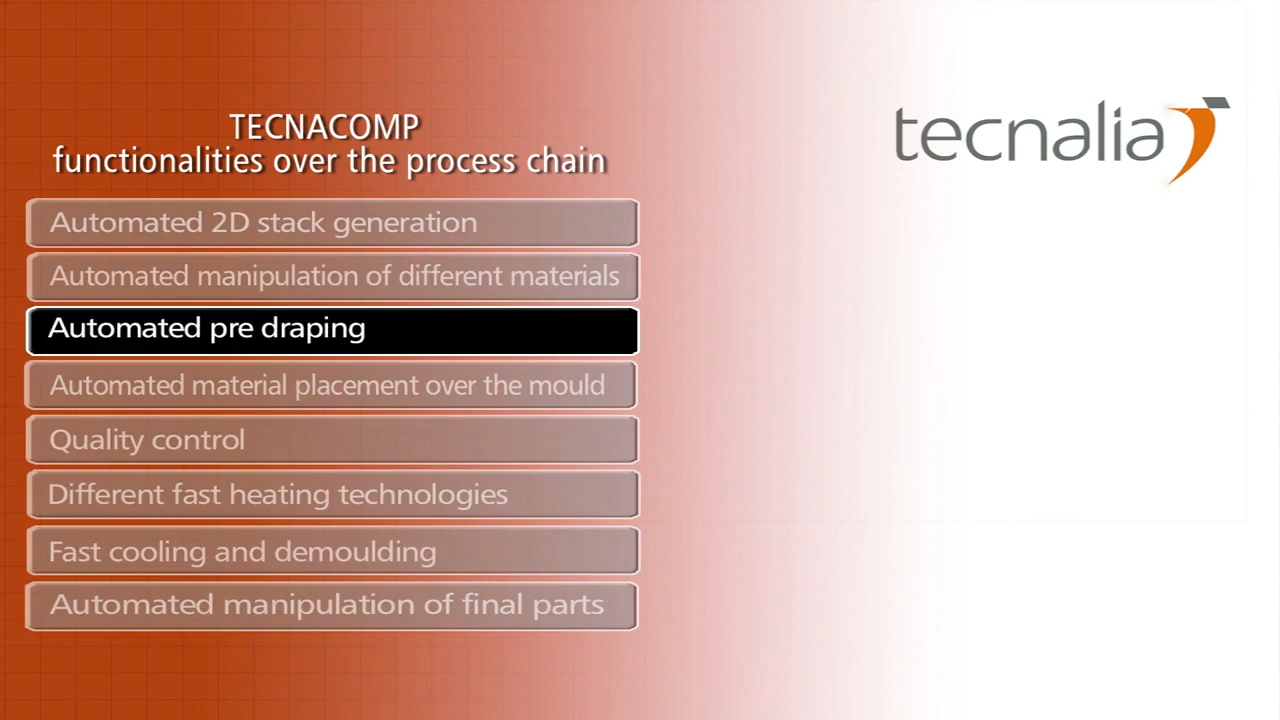 TECNACOMP
functionalities over the process chain
tecnalia
Automated 2D stack generation
Automated manipulation of different materials
Automated pre draping
Automated material placement over the mould
Quality control
Different fast heating technologies
Fast cooling and demoulding
Automated manipulation of final parts